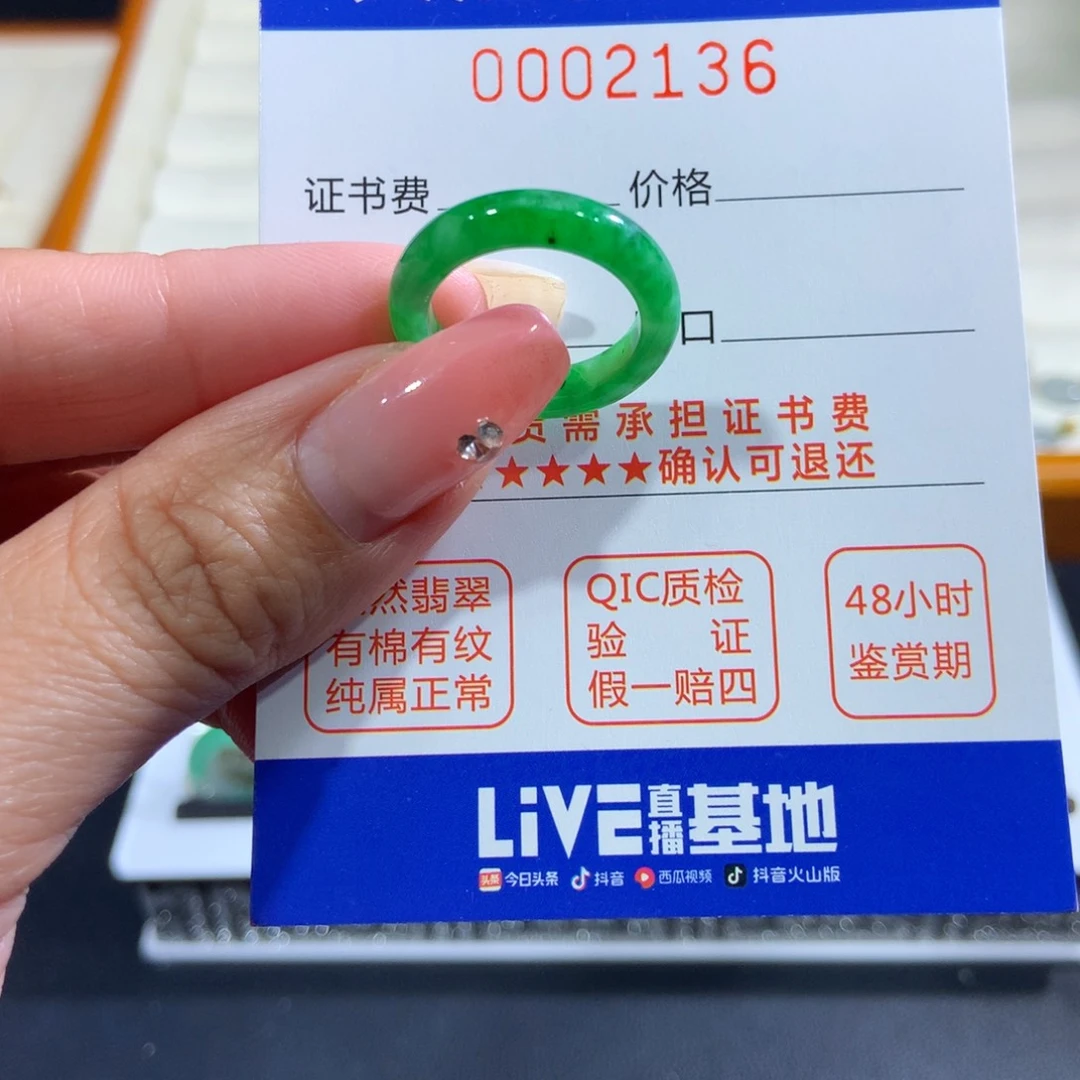 0002136
证书费 价格
口
需承担证书费
★★★★确认可退还
然翡翠
有棉有纹
纯属正常
QIC质检
验 证
假一赔四
48小时
鉴赏期
LiVE直播基地
头条 今日头条 抖音 西瓜视频 抖音火山版